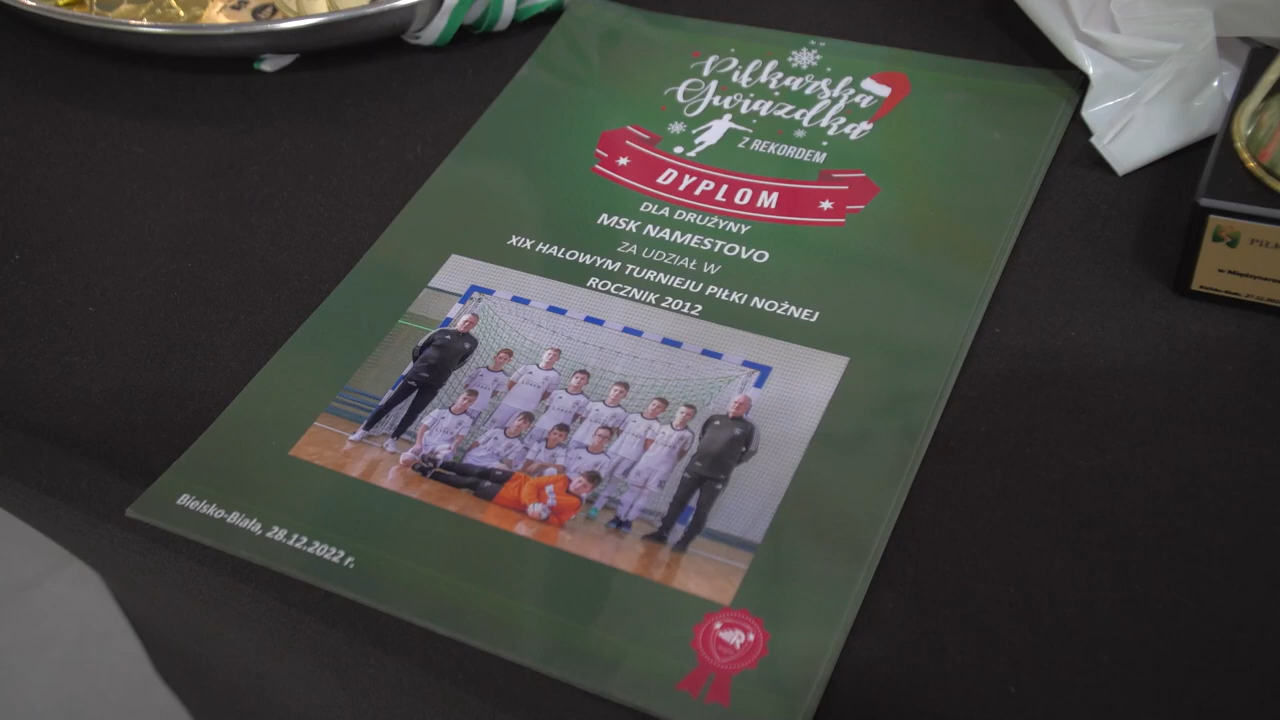 Piłkarska
Gwiazdka
Z REKORDEM
DYPLOM
DLA DRUŻYNY
MSK NAMESTOVO
ZA UDZIAŁ W
XIX HALOWYM TURNIEJU PIŁKI NOŻNEJ
ROCZNIK 2012
Bielsko-Biała, 28.12.2022 r.
R